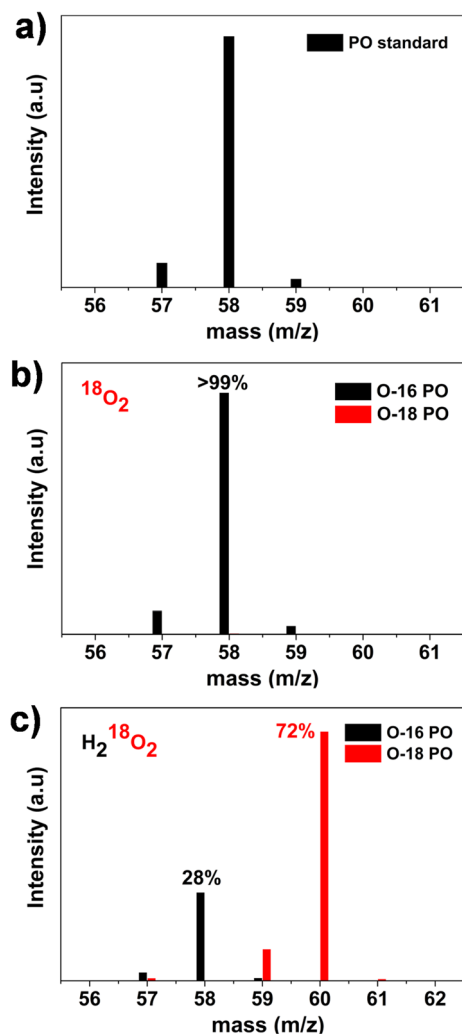 a)
PO standard
Intensity (a.u)
56 57 58 59 60 61
mass (m/z)
b)
¹⁸O₂
>99%
O-16 PO
O-18 PO
Intensity (a.u)
56 57 58 59 60 61
mass (m/z)
c)
H₂¹⁸O₂
72%
28%
O-16 PO
O-18 PO
Intensity (a.u)
56 57 58 59 60 61 62
mass (m/z)